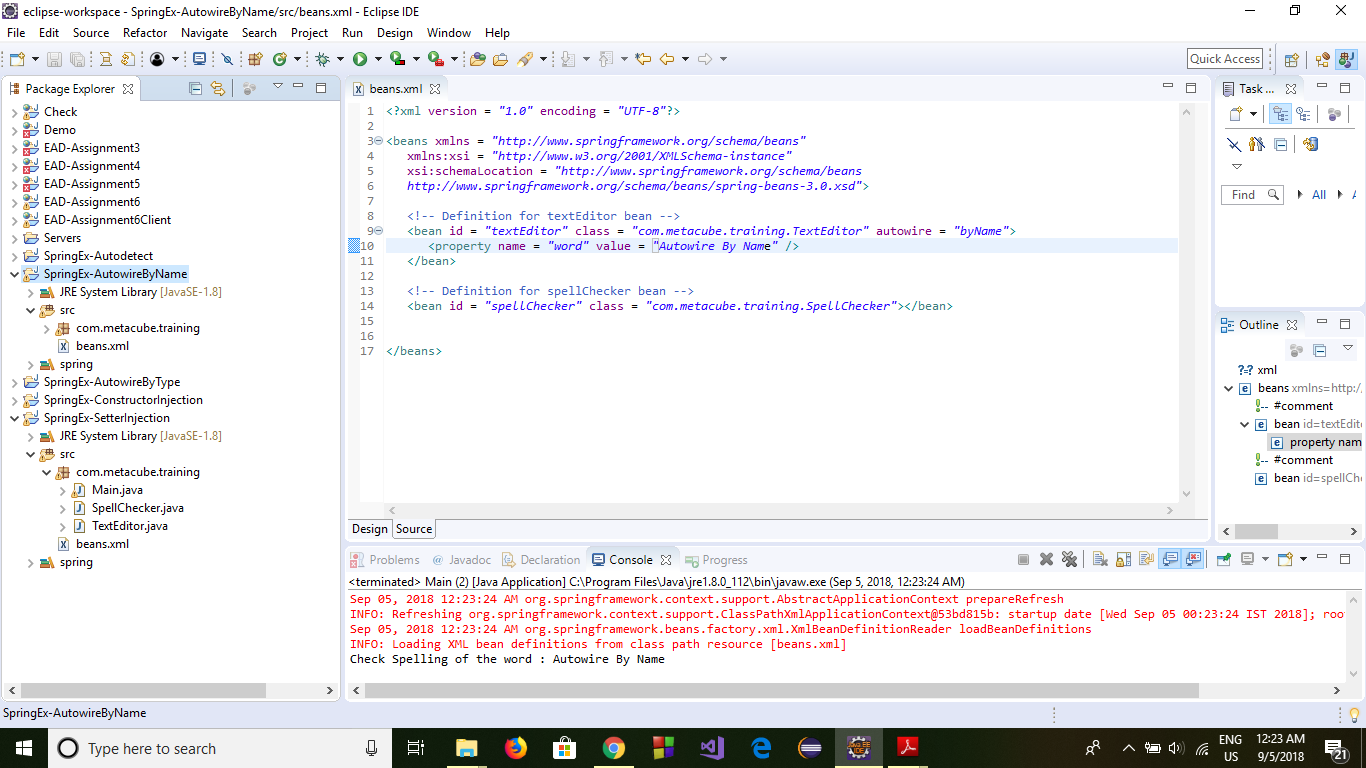 eclipse-workspace - SpringEx-AutowireByName/src/beans.xml - Eclipse IDE
File Edit Source Refactor Navigate Search Project Run Design Window Help
Quick Access
Package Explorer
Check
Demo
EAD-Assignment3
EAD-Assignment4
EAD-Assignment5
EAD-Assignment6
EAD-Assignment6Client
Servers
SpringEx-Autodetect
SpringEx-AutowireByName
JRE System Library [JavaSE-1.8]
src
com.metacube.training
beans.xml
spring
SpringEx-AutowireByType
SpringEx-ConstructorInjection
SpringEx-SetterInjection
JRE System Library [JavaSE-1.8]
src
com.metacube.training
Main.java
SpellChecker.java
TextEditor.java
beans.xml
spring
beans.xml
1 <?xml version = "1.0" encoding = "UTF-8"?>
2
3 <beans xmlns = "http://www.springframework.org/schema/beans"
4 xmlns:xsi = "http://www.w3.org/2001/XMLSchema-instance"
5 xsi:schemaLocation = "http://www.springframework.org/schema/beans
6 http://www.springframework.org/schema/beans/spring-beans-3.0.xsd">
7
8 <!-- Definition for textEditor bean -->
9 <bean id = "textEditor" class = "com.metacube.training.TextEditor" autowire = "byName">
10 <property name = "word" value = "Autowire By Name" />
11 </bean>
12
13 <!-- Definition for spellChecker bean -->
14 <bean id = "spellChecker" class = "com.metacube.training.SpellChecker"></bean>
15
16
17 </beans>
Design Source
Task ...
Find All
Outline
?-? xml
beans xmlns=http:/
#comment
bean id=textEdit
property nam
#comment
bean id=spellChe
Problems @ Javadoc Declaration Console Progress
<terminated> Main (2) [Java Application] C:\Program Files\Java\jre1.8.0_112\bin\javaw.exe (Sep 5, 2018, 12:23:24 AM)
Sep 05, 2018 12:23:24 AM org.springframework.context.support.AbstractApplicationContext prepareRefresh
INFO: Refreshing org.springframework.context.support.ClassPathXmlApplicationContext@53bd815b: startup date [Wed Sep 05 00:23:24 IST 2018]; roo
Sep 05, 2018 12:23:24 AM org.springframework.beans.factory.xml.XmlBeanDefinitionReader loadBeanDefinitions
INFO: Loading XML bean definitions from class path resource [beans.xml]
Check Spelling of the word : Autowire By Name
SpringEx-AutowireByName
Type here to search
ENG
US
12:23 AM
9/5/2018
21